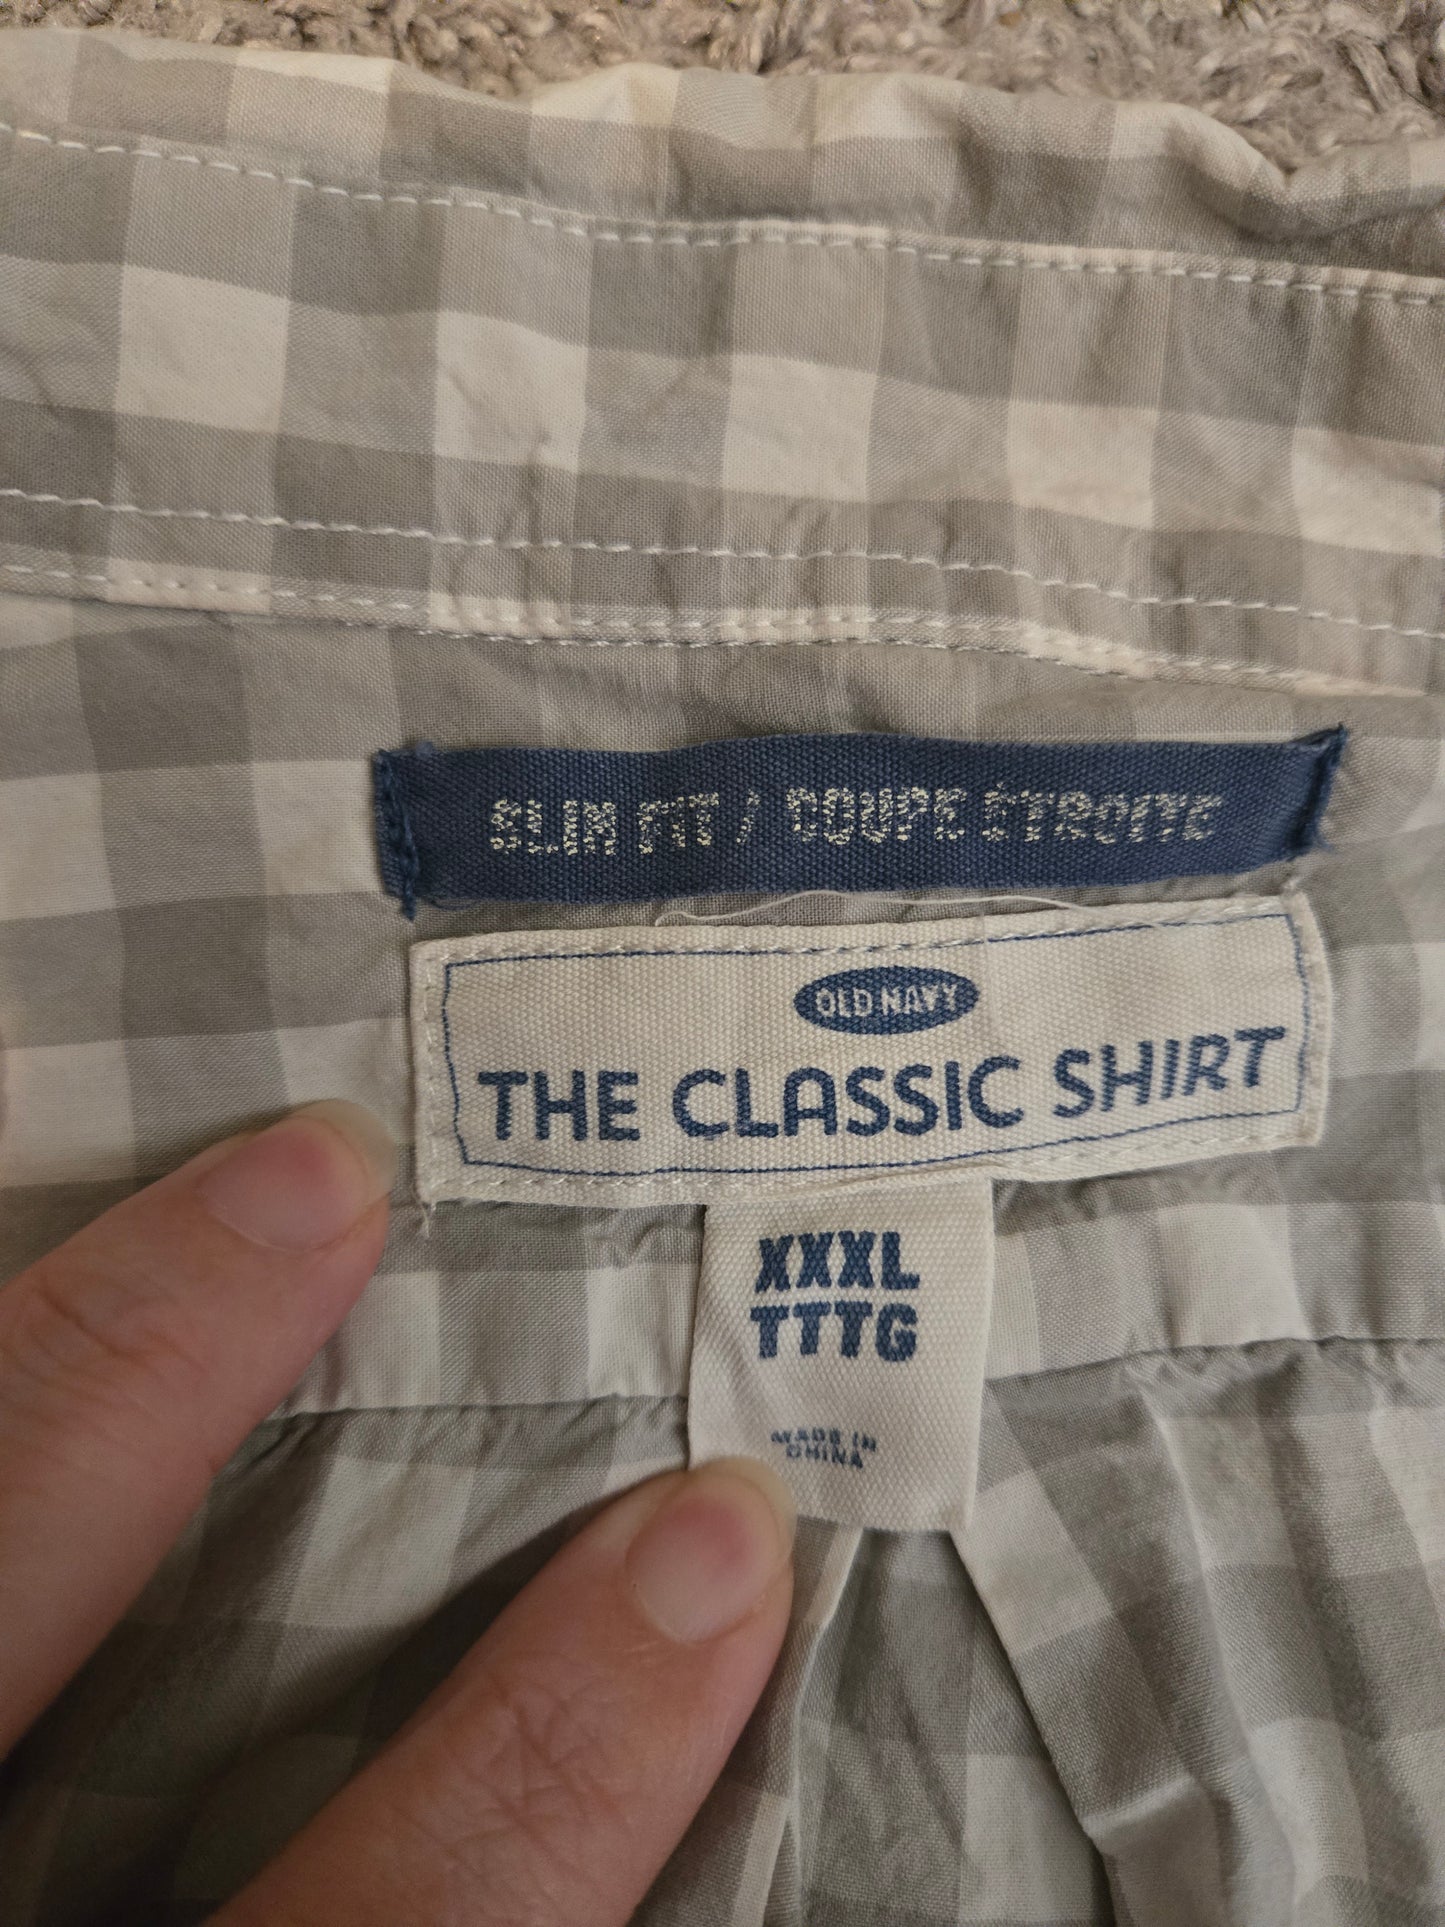 SLIM FIT / COUPE ÉTROITE
OLD NAVY
THE CLASSIC SHIRT
XXXL
TTTG
MADE IN
CHINA